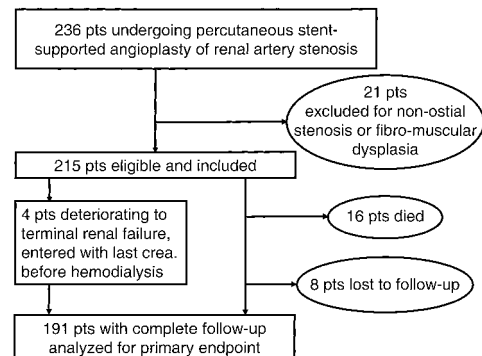 236 pts undergoing percutaneous stent-
supported angioplasty of renal artery stenosis
21 pts
excluded for non-ostial
stenosis or fibro-muscular
dysplasia
215 pts eligible and included
4 pts deteriorating to
terminal renal failure,
entered with last crea.
before hemodialysis
16 pts died
8 pts lost to follow-up
191 pts with complete follow-up
analyzed for primary endpoint